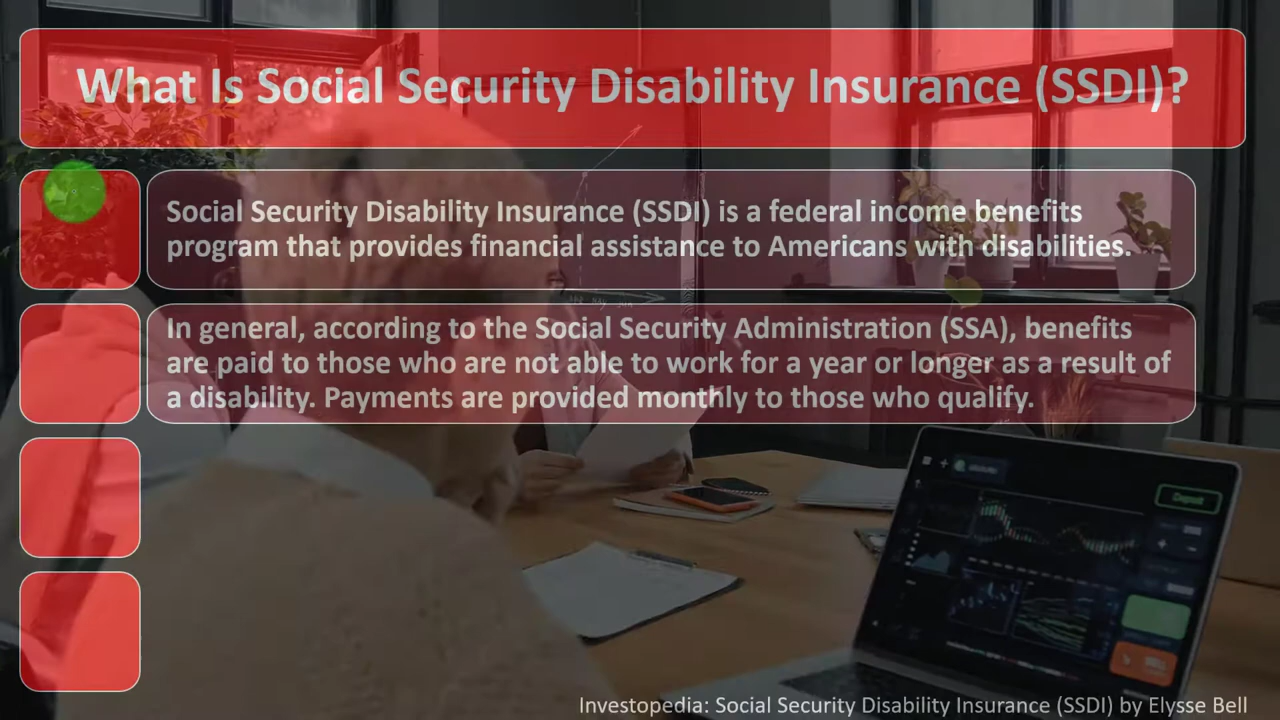 What Is Social Security Disability Insurance (SSDI)?
Social Security Disability Insurance (SSDI) is a federal income benefits
program that provides financial assistance to Americans with disabilities.
In general, according to the Social Security Administration (SSA), benefits
are paid to those who are not able to work for a year or longer as a result of
a disability. Payments are provided monthly to those who qualify.
Deposit
Investopedia: Social Security Disability Insurance (SSDI) by Elysse Bell